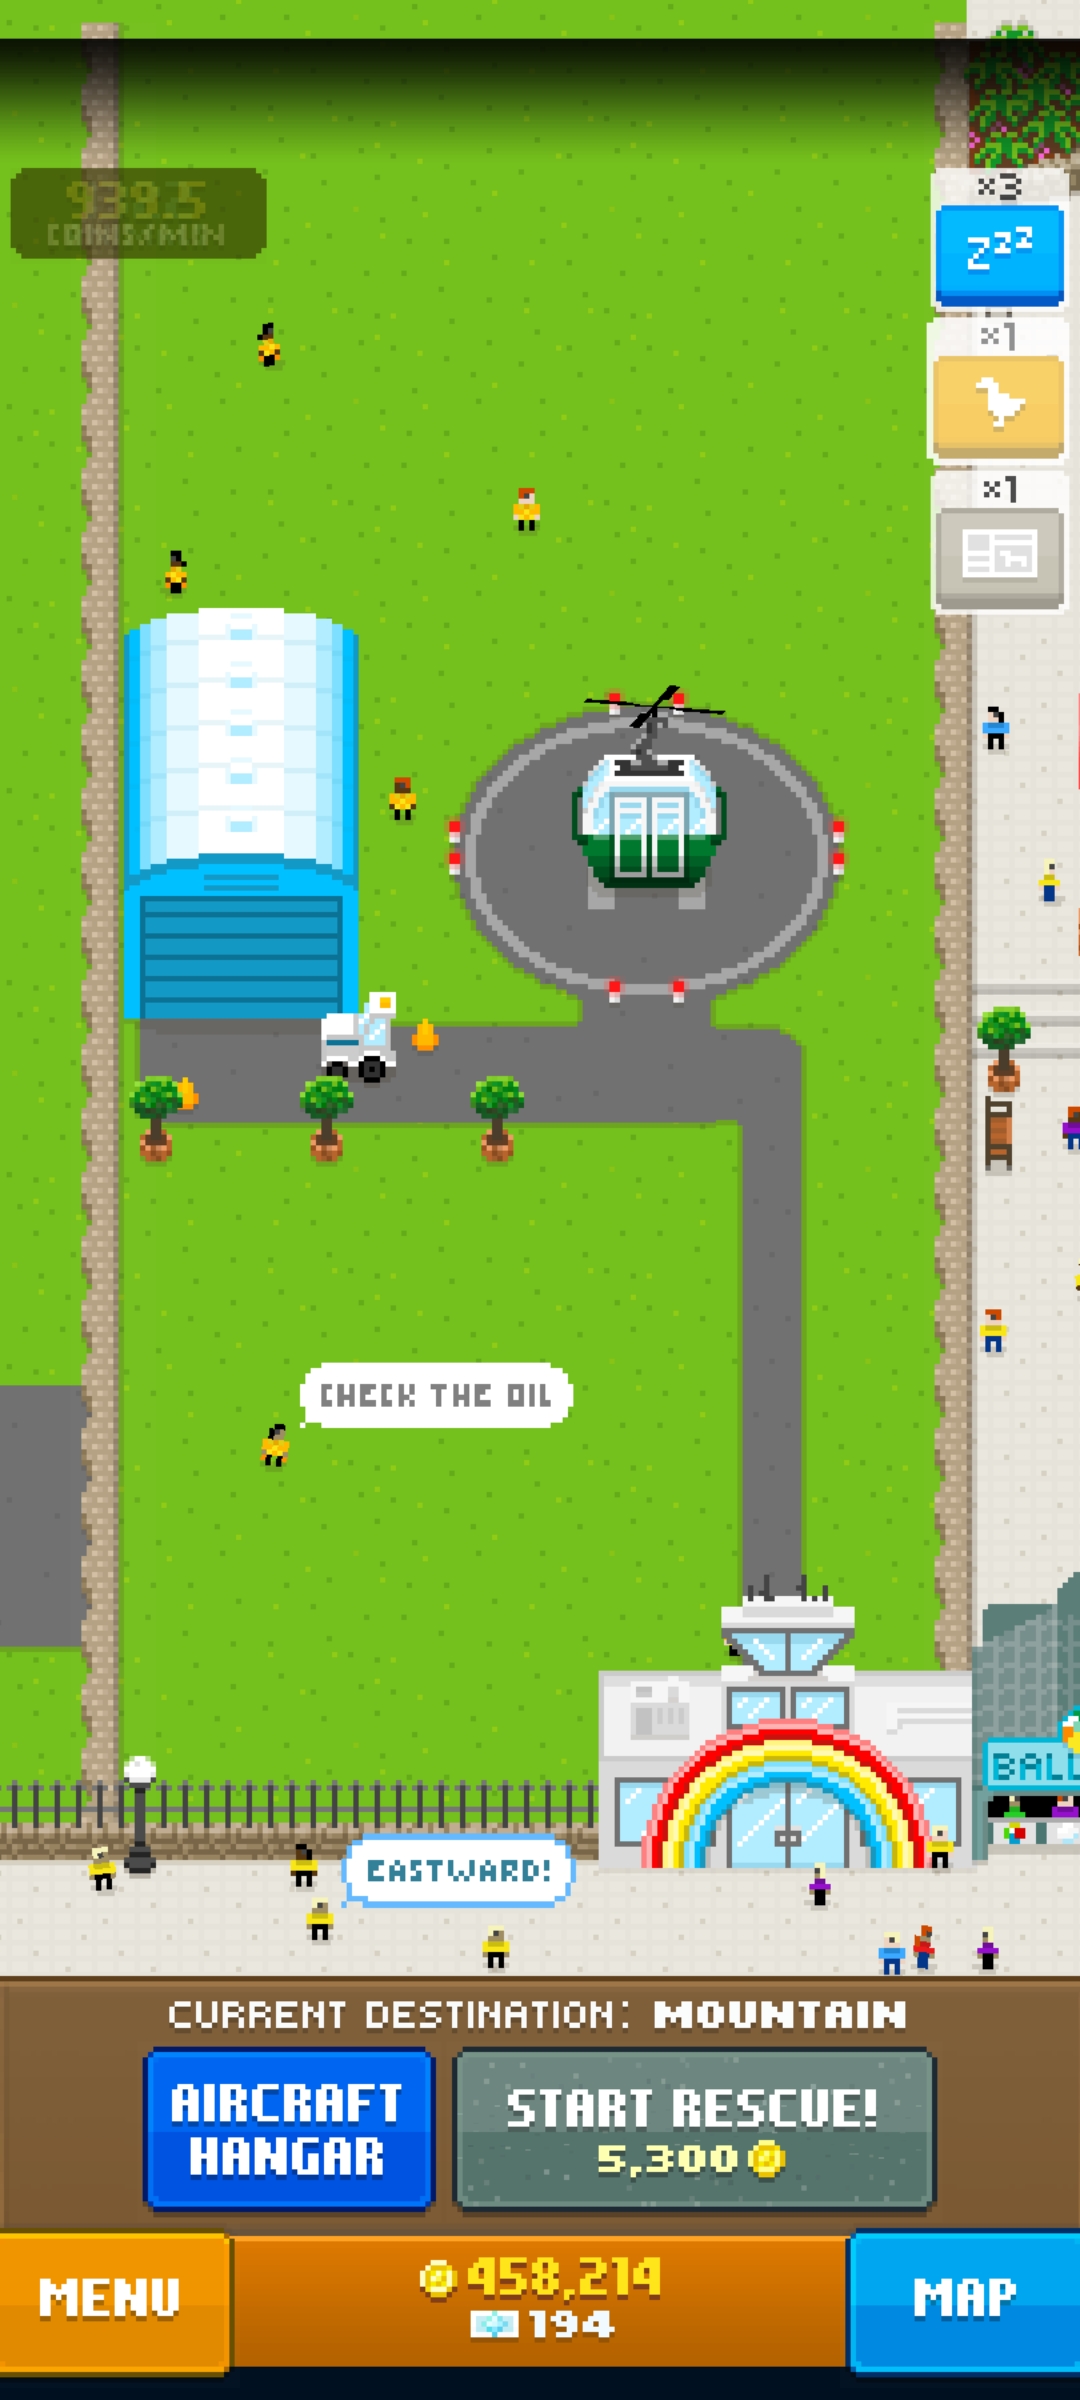 939.5
COINS/MIN
x3
zzz
x1
x1
CHECK THE OIL
BALL
EASTWARD!
CURRENT DESTINATION: MOUNTAIN
AIRCRAFT
HANGAR
START RESCUE!
5,300
MENU
458,214
194
MAP